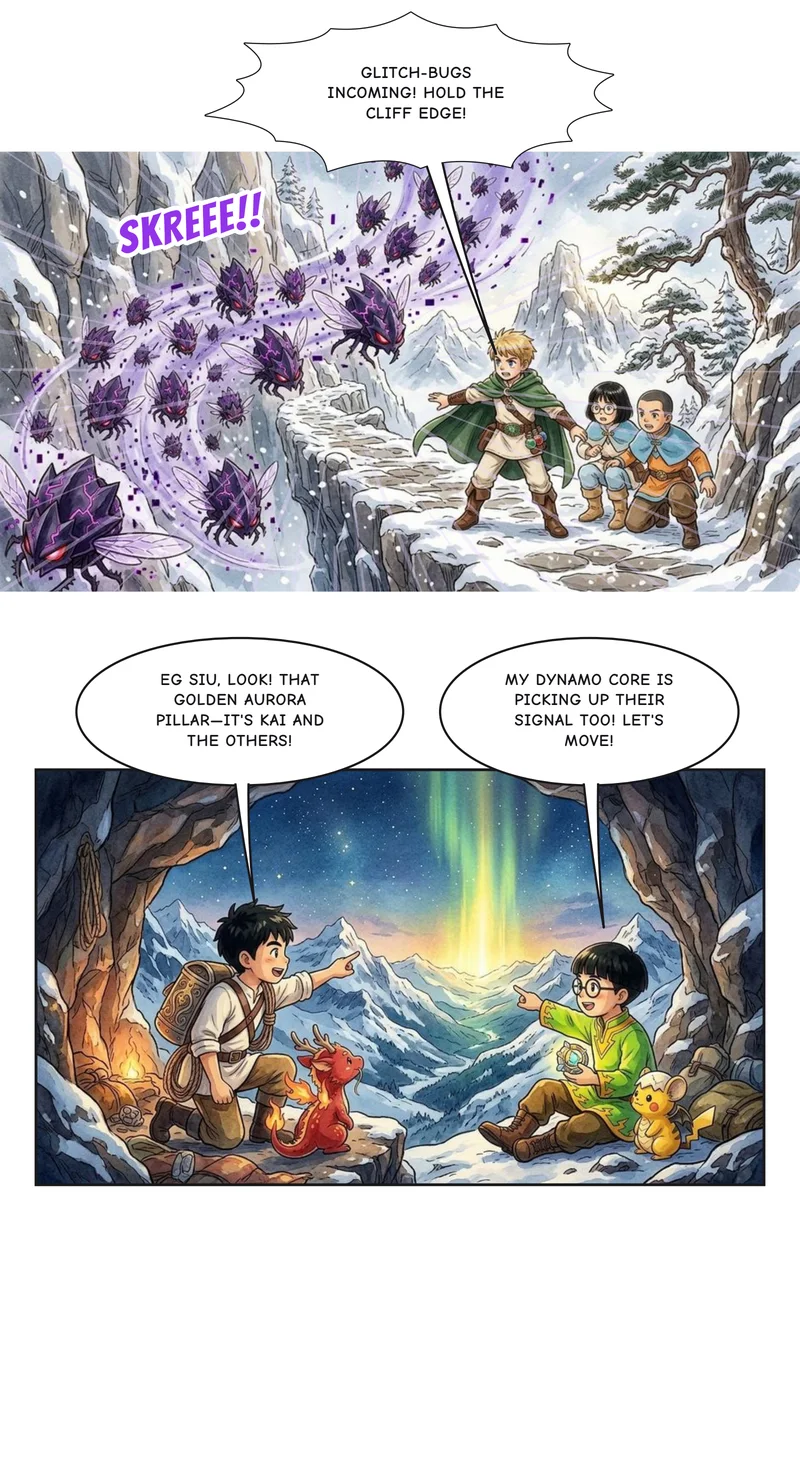 GLITCH-BUGS
INCOMING! HOLD THE
CLIFF EDGE!
SKREEE!!
EG SIU, LOOK! THAT
GOLDEN AURORA
PILLAR—IT'S KAI AND
THE OTHERS!
MY DYNAMO CORE IS
PICKING UP THEIR
SIGNAL TOO! LET'S
MOVE!